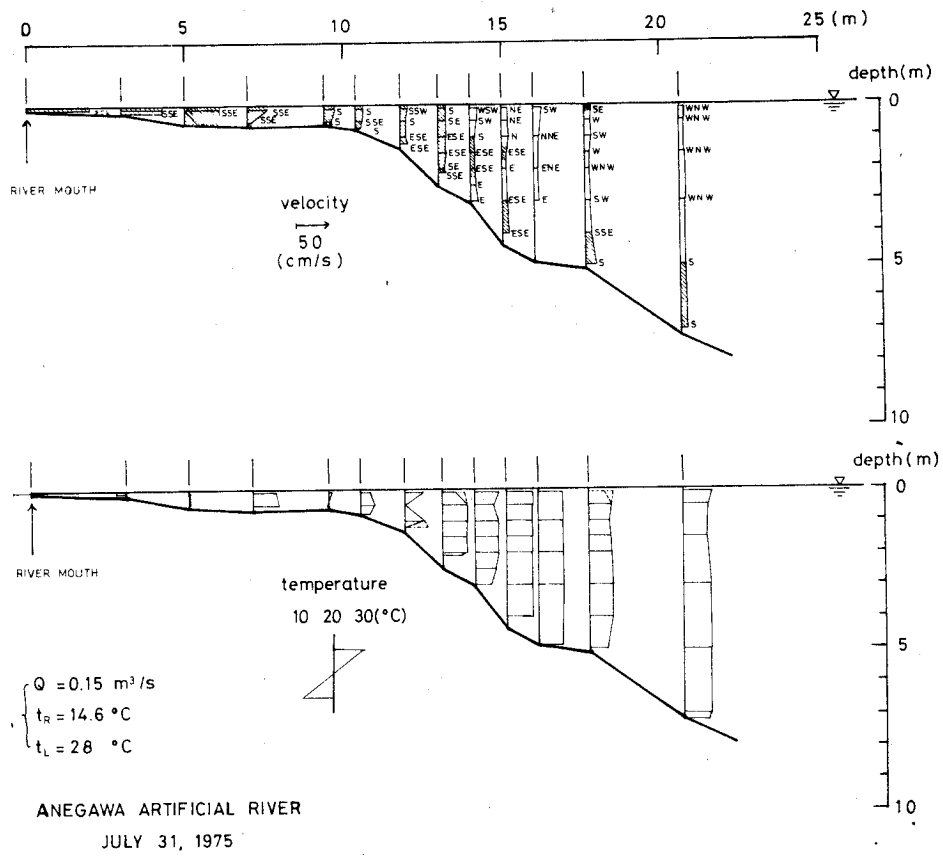 0 5 10 15 20 25 (m)
depth(m)
0
5
10
RIVER MOUTH
velocity
50
(cm/s)
SSE SSE SSE S S SSW S WSW NE SW SE WNW
SSE SSE S SSE S SE SW NE W WNW
S ESE ESE S N NNE SW
ESE ESE ESE ESE W WNW
SE ESE E ENE WNW
SSE E
E ESE E SW WNW
ESE SSE
S S
S
depth(m)
0
5
10
RIVER MOUTH
temperature
10 20 30(°C)
Q = 0.15 m³/s
tR = 14.6 °C
tL = 28 °C
ANEGAWA ARTIFICIAL RIVER
JULY 31, 1975